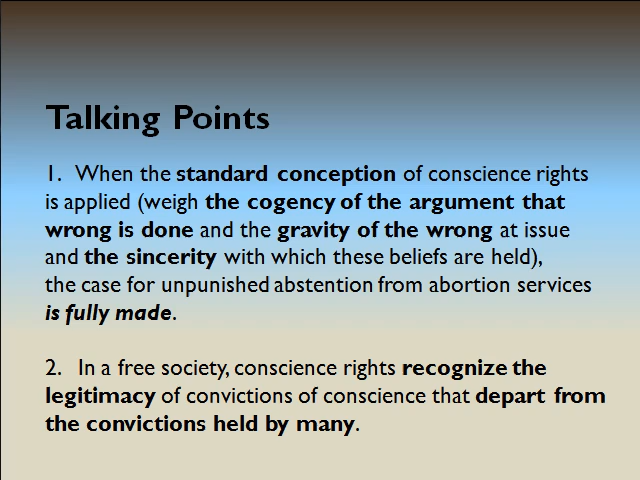 Talking Points
1. When the standard conception of conscience rights
is applied (weigh the cogency of the argument that
wrong is done and the gravity of the wrong at issue
and the sincerity with which these beliefs are held),
the case for unpunished abstention from abortion services
is fully made.
2. In a free society, conscience rights recognize the
legitimacy of convictions of conscience that depart from
the convictions held by many.